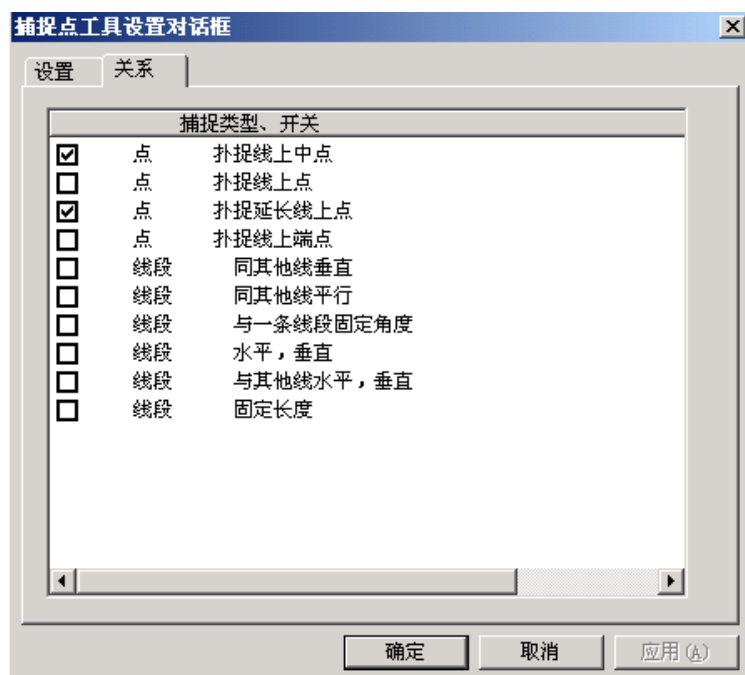 捕捉点工具设置对话框
设置 关系
捕捉类型、开关
点 扑捉线上中点
点 扑捉线上点
点 扑捉延长线上点
点 扑捉线上端点
线段 同其他线垂直
线段 同其他线平行
线段 与一条线段固定角度
线段 水平，垂直
线段 与其他线水平，垂直
线段 固定长度
确定 取消 应用(A)